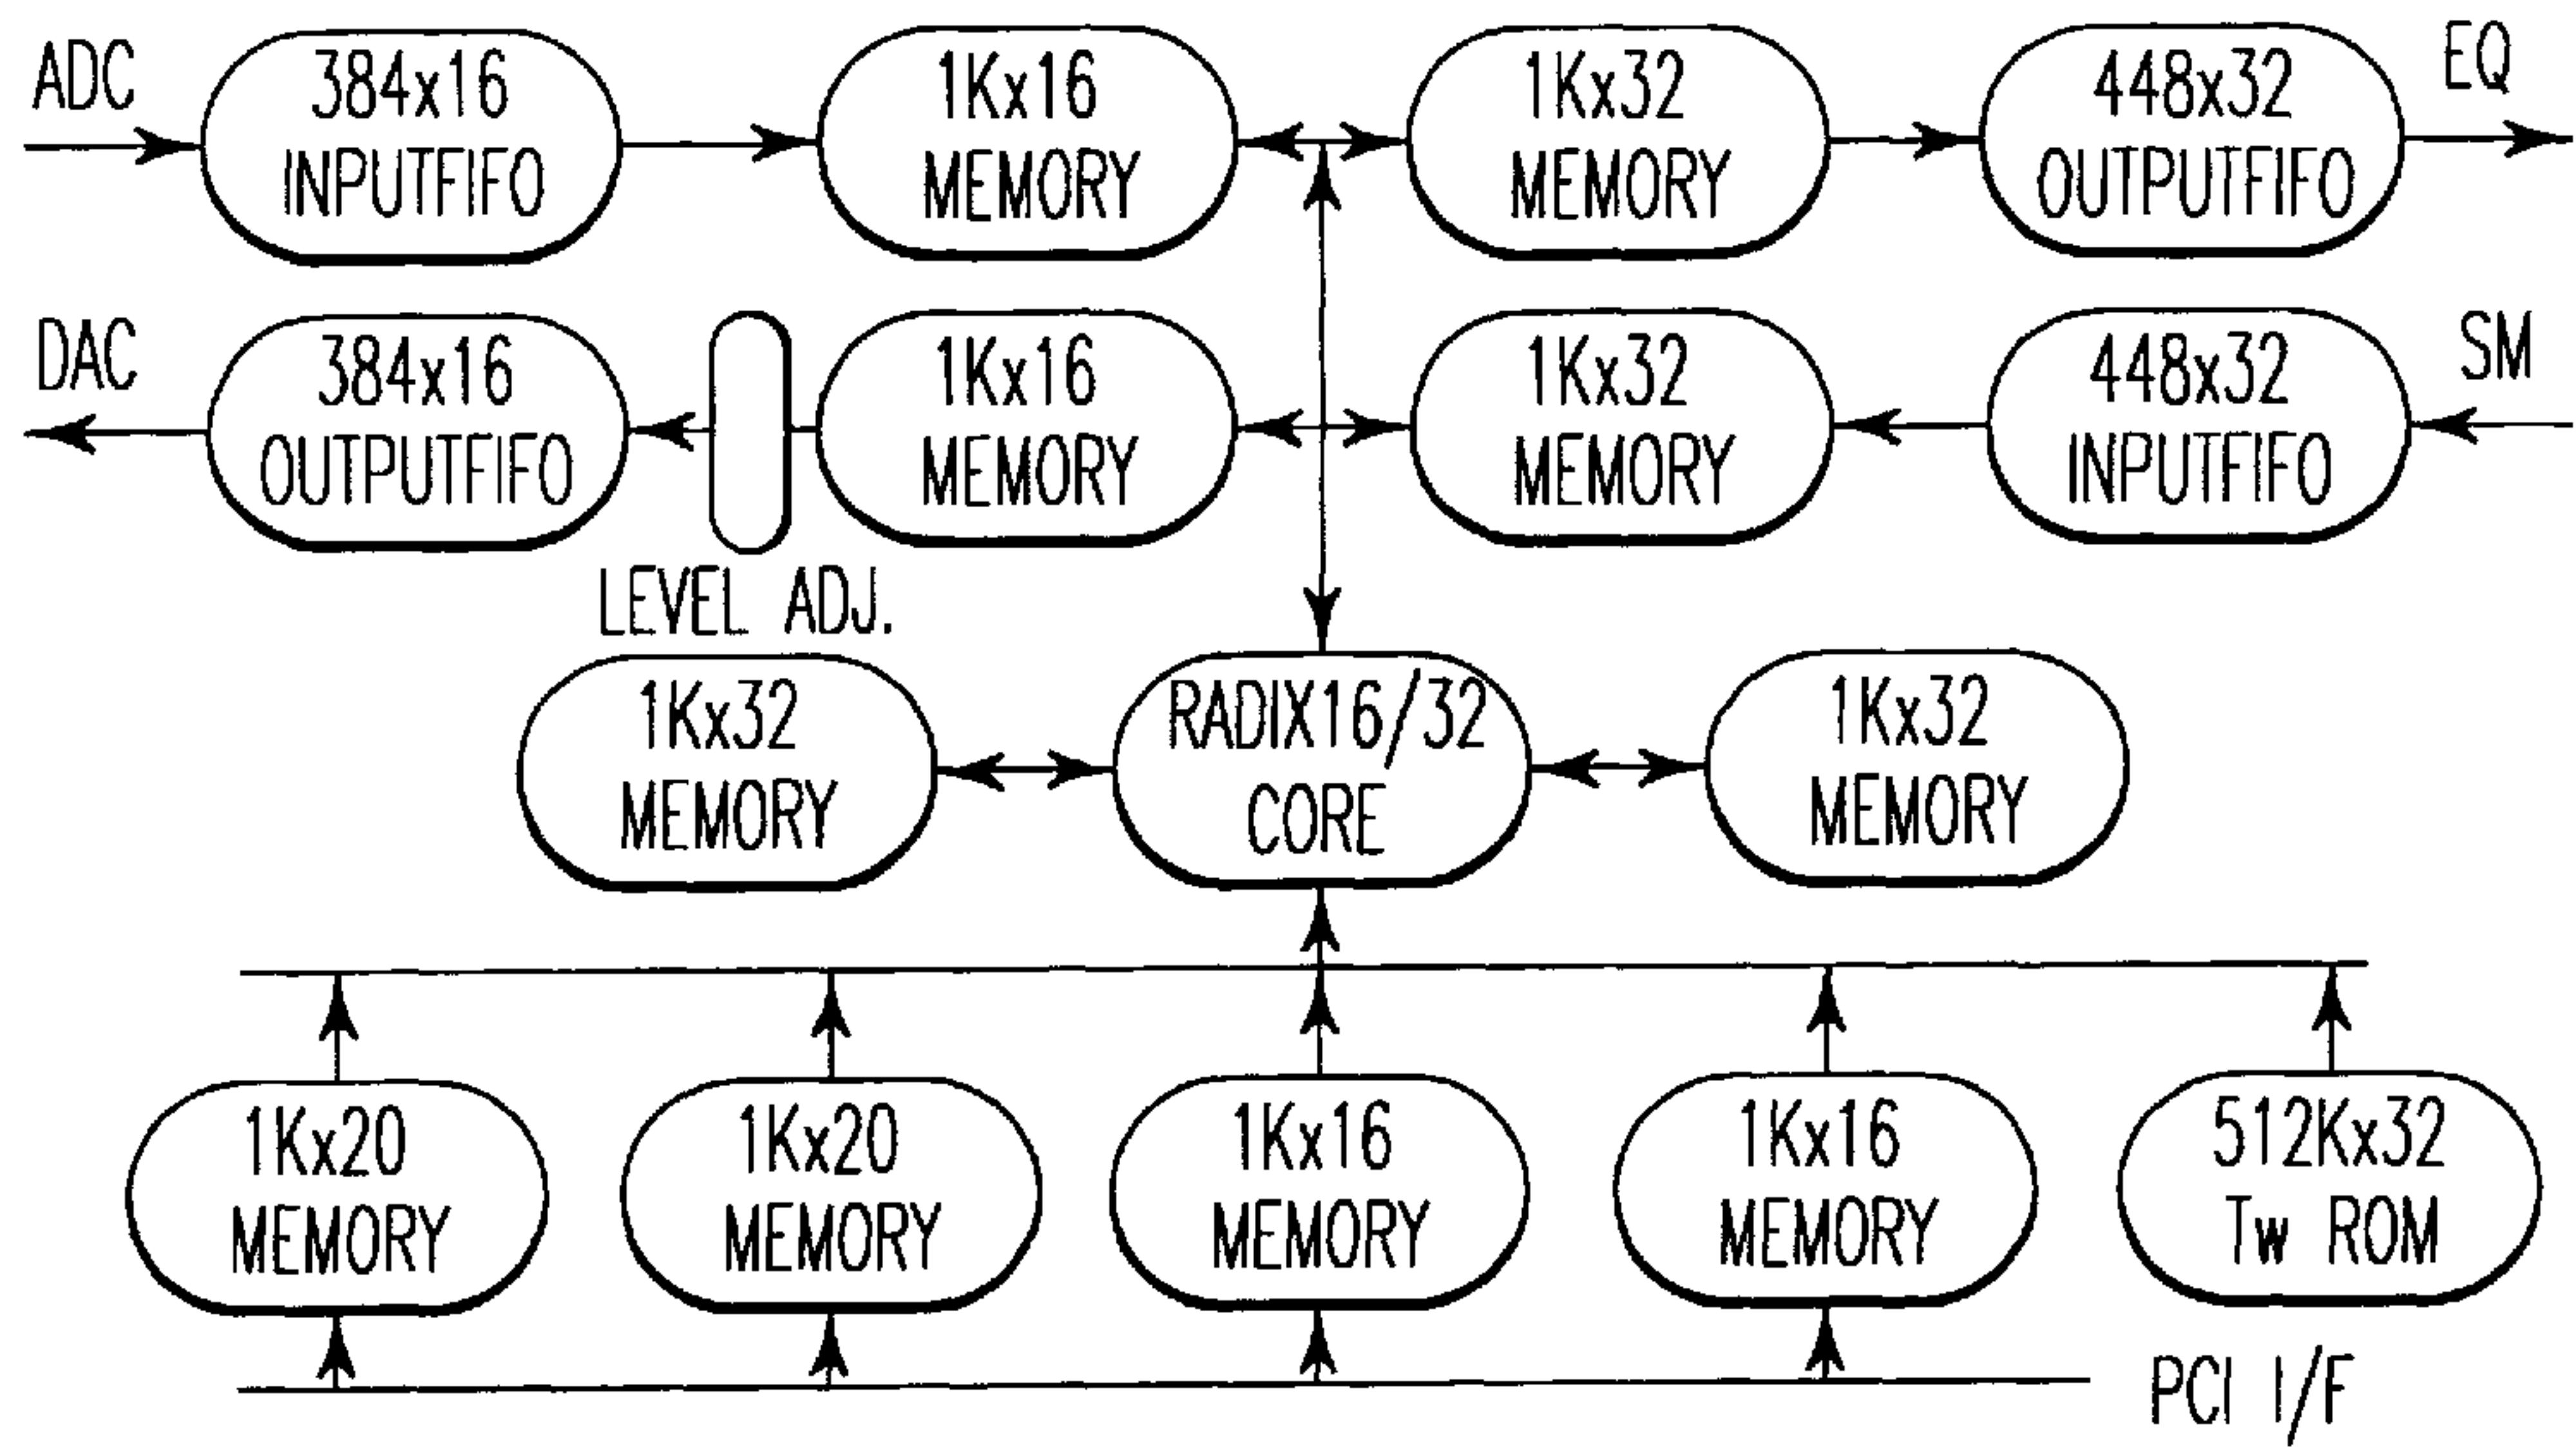 ADC
384x16
INPUTFIFO
1Kx16
MEMORY
1Kx32
MEMORY
448x32
OUTPUTFIFO
EQ
DAC
384x16
OUTPUTFIFO
LEVEL ADJ.
1Kx16
MEMORY
1Kx32
MEMORY
448x32
INPUTFIFO
SM
1Kx32
MEMORY
RADIX16/32
CORE
1Kx32
MEMORY
1Kx20
MEMORY
1Kx20
MEMORY
1Kx16
MEMORY
1Kx16
MEMORY
512Kx32
Tw ROM
PCI I/F